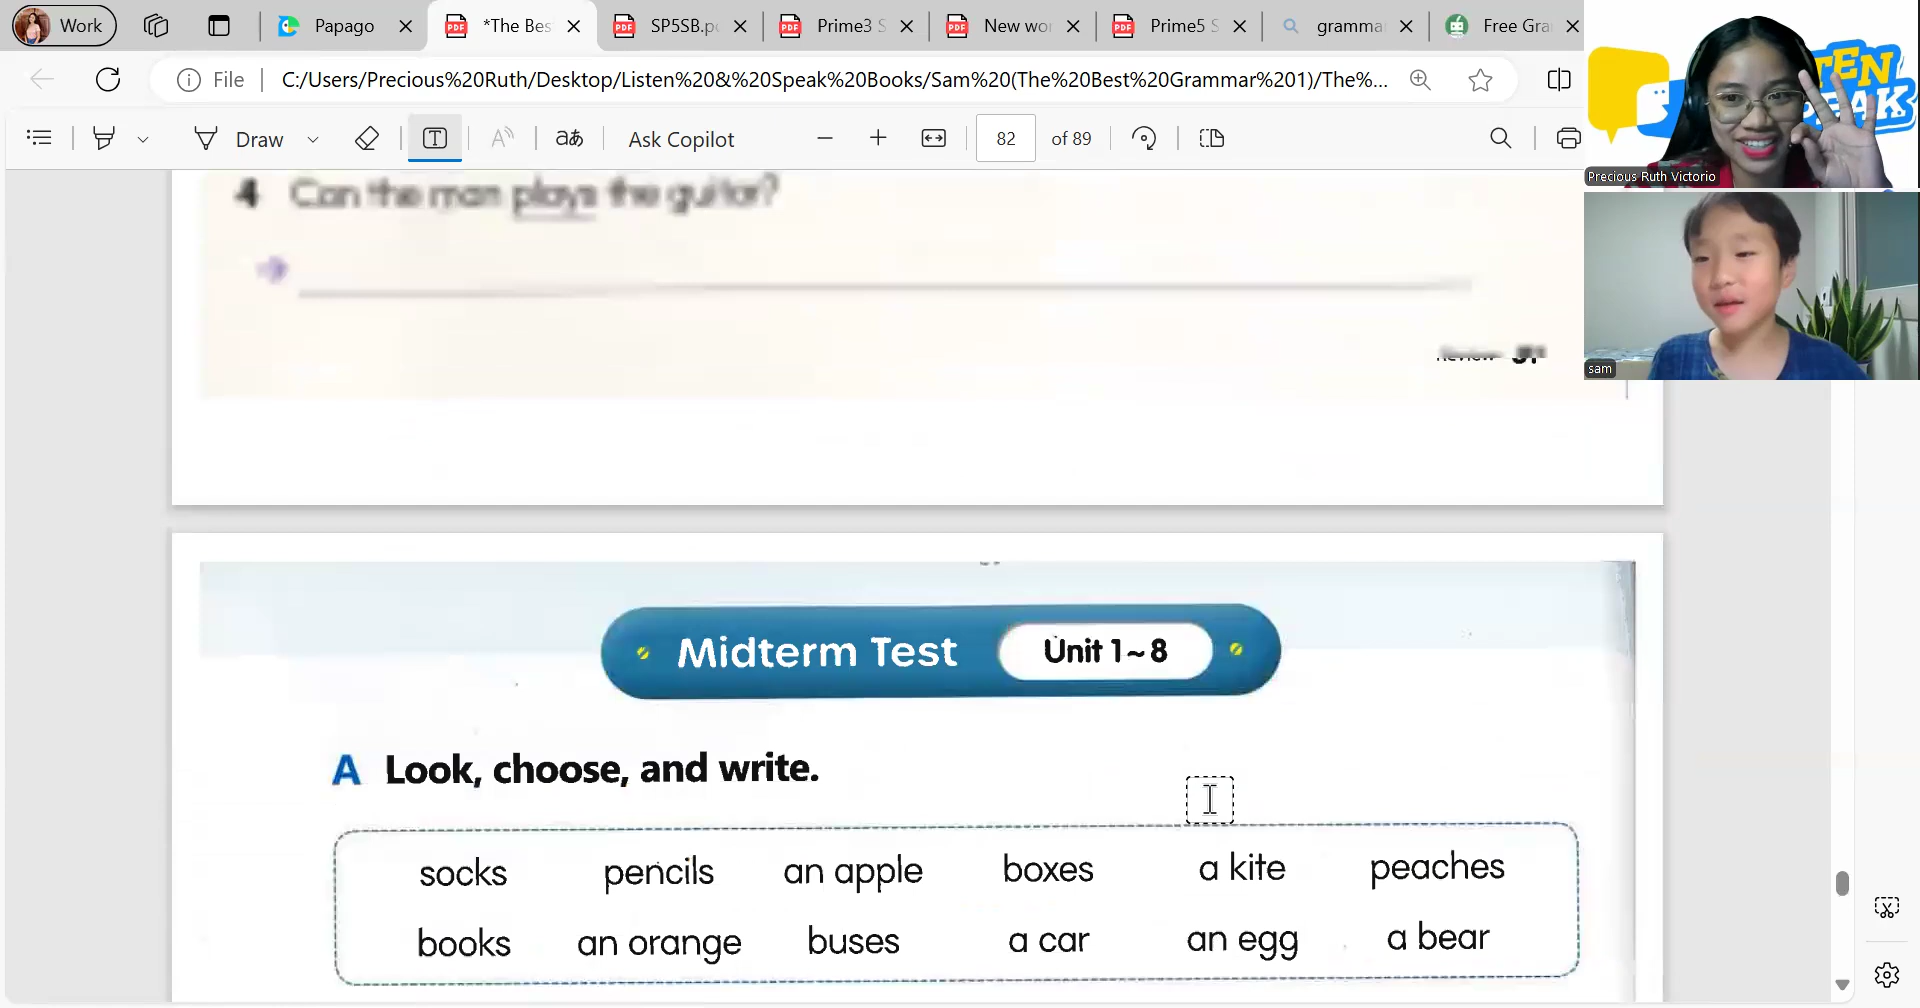 Work
Papago
*The Bes
SP5SB.p
Prime3 S
New wo
Prime5 S
gramma
Free Gra
File
C:/Users/Precious%20Ruth/Desktop/Listen%20&%20Speak%20Books/Sam%20(The%20Best%20Grammar%201)/The%...
Draw
Ask Copilot
82
of 89
TEN
PEAK
Precious Ruth Victorio
sam
4 Can the man plays the guitar?
Midterm Test Unit 1~8
A Look, choose, and write.
socks pencils an apple boxes a kite peaches
books an orange buses a car an egg a bear